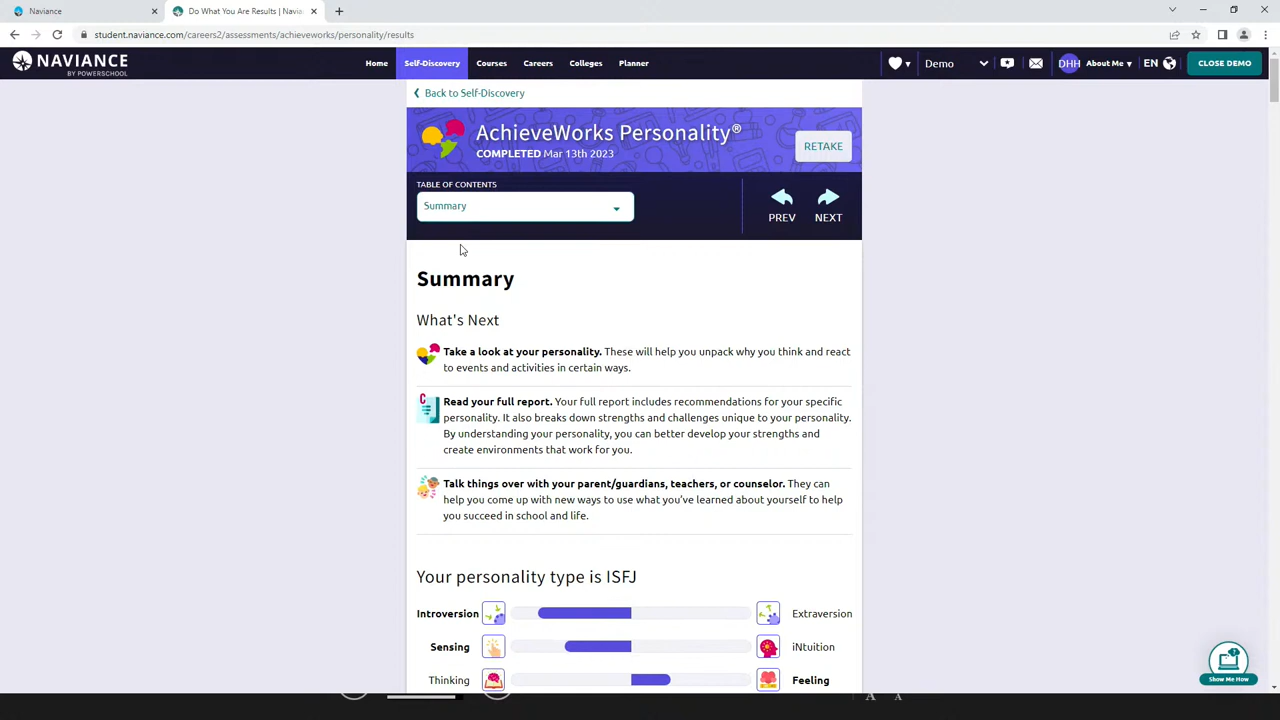 Naviance
Do What You Are Results | Navia
student.naviance.com/careers2/assessments/achieveworks/personality/results
NAVIANCE
BY POWERSCHOOL
Home
Self-Discovery
Courses
Careers
Colleges
Planner
Demo
DHH
About Me
EN
CLOSE DEMO
Back to Self-Discovery
AchieveWorks Personality®
COMPLETED Mar 13th 2023
RETAKE
TABLE OF CONTENTS
Summary
PREV
NEXT
Summary
What's Next
Take a look at your personality. These will help you unpack why you think and react
to events and activities in certain ways.
Read your full report. Your full report includes recommendations for your specific
personality. It also breaks down strengths and challenges unique to your personality.
By understanding your personality, you can better develop your strengths and
create environments that work for you.
Talk things over with your parent/guardians, teachers, or counselor. They can
help you come up with new ways to use what you've learned about yourself to help
you succeed in school and life.
Your personality type is ISFJ
Introversion
Extraversion
Sensing
iNtuition
Thinking
Feeling
Show Me How
A A